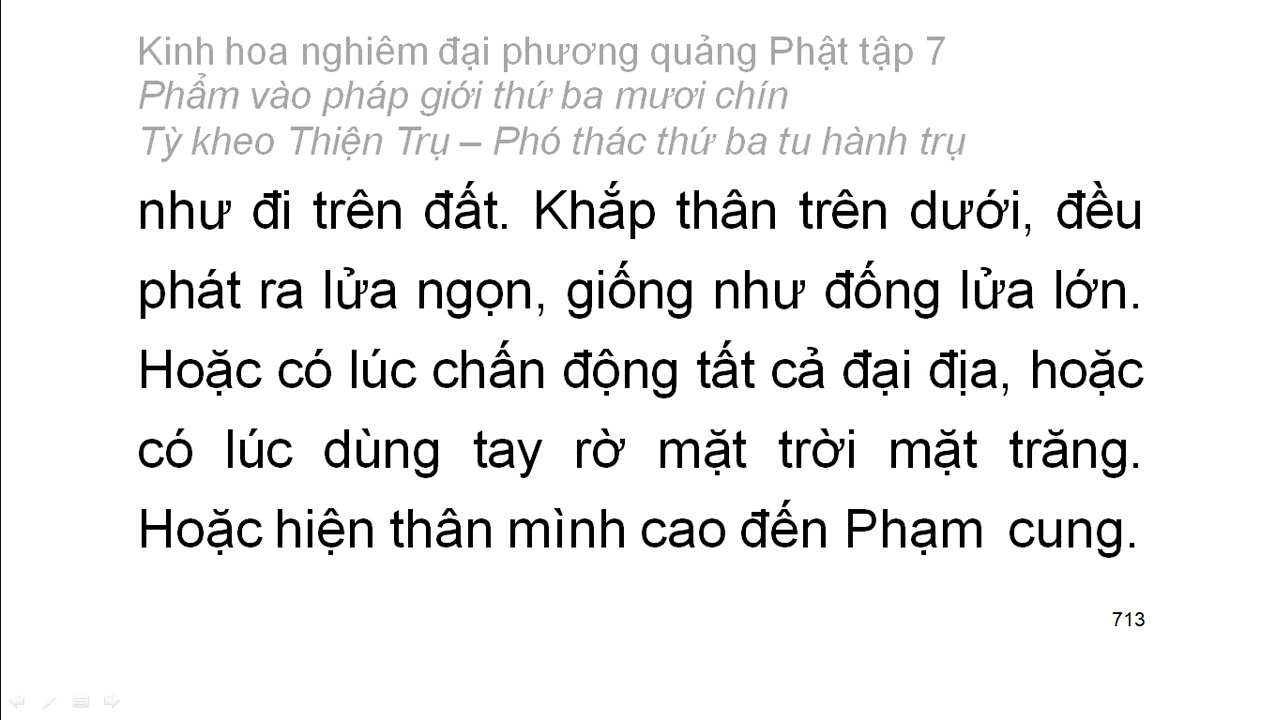 Kinh hoa nghiêm đại phương quảng Phật tập 7
Phẩm vào pháp giới thứ ba mươi chín
Tỳ kheo Thiện Trụ – Phó thác thứ ba tu hành trụ
như đi trên đất. Khắp thân trên dưới, đều
phát ra lửa ngọn, giống như đống lửa lớn.
Hoặc có lúc chấn động tất cả đại địa, hoặc
có lúc dùng tay rờ mặt trời mặt trăng.
Hoặc hiện thân mình cao đến Phạm cung.
713